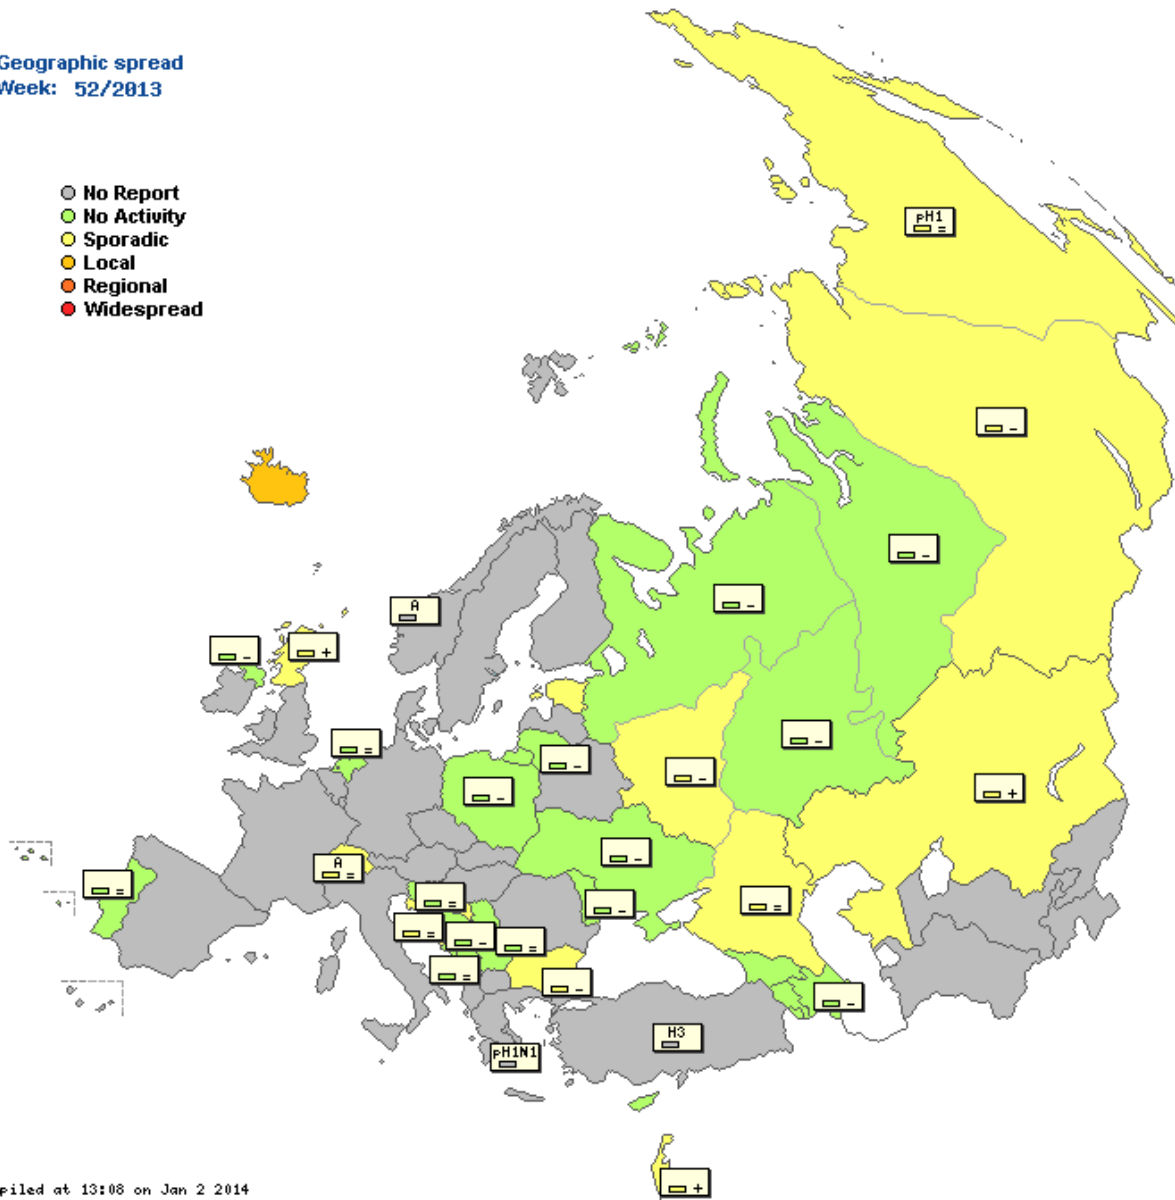 Geographic spread
Week: 52/2013
No Report
No Activity
Sporadic
Local
Regional
Widespread
pH1
=
-
-
-
A
-
+
=
-
-
-
-
+
-
A
=
=
=
-
=
=
-
=
-
=
-
-
H3
pH1N1
+
piled at 13:08 on Jan 2 2014